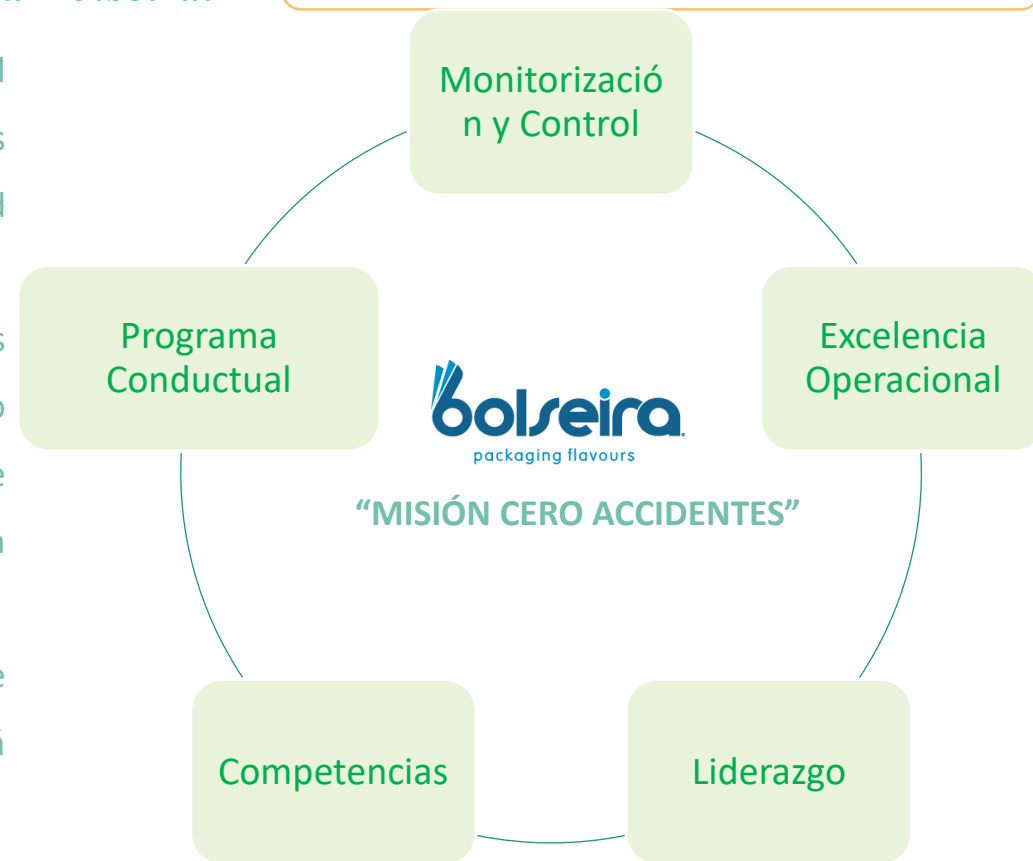 Monitorizació
n y Control
Programa
Conductual
Excelencia
Operacional
bolseira
packaging flavours
“MISIÓN CERO ACCIDENTES”
Competencias
Liderazgo